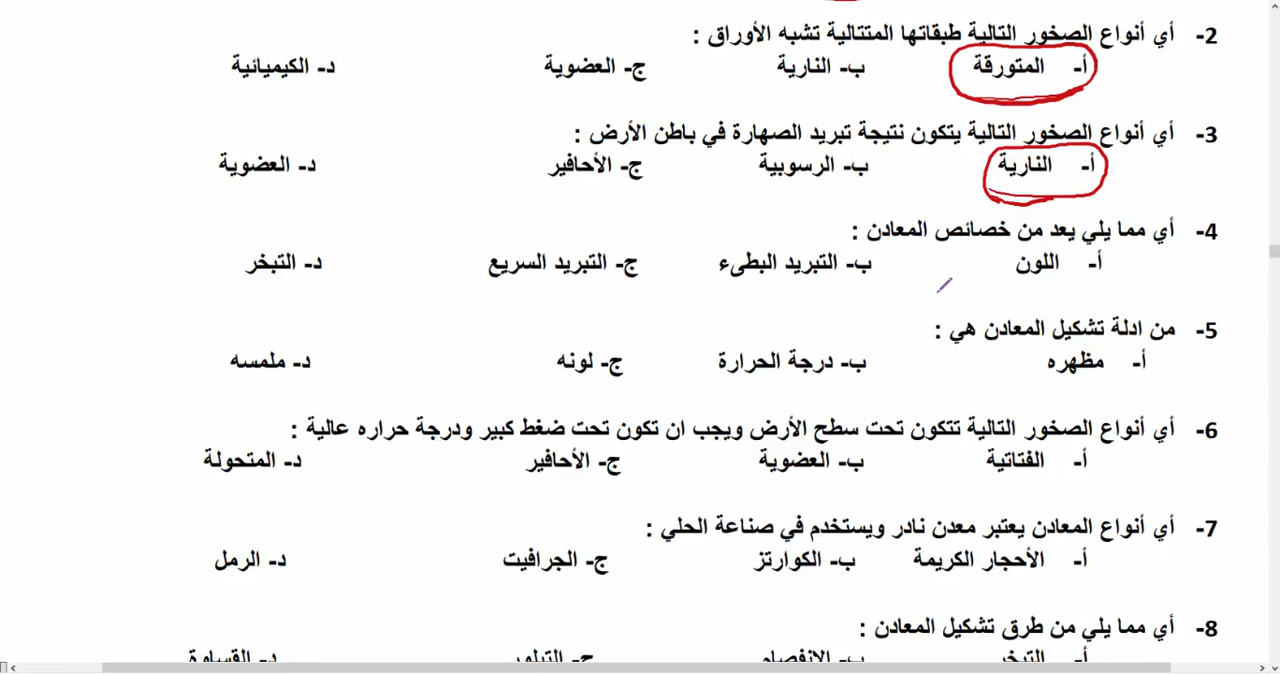 2- أي أنواع الصخور التالية طبقاتها المتتالية تشبه الأوراق :
أ- المتورقة ب- النارية ج- العضوية د- الكيميائية
3- أي أنواع الصخور التالية يتكون نتيجة تبريد الصهارة في باطن الأرض :
أ- النارية ب- الرسوبية ج- الأحافير د- العضوية
4- أي مما يلي يعد من خصائص المعادن :
أ- اللون ب- التبريد البطىء ج- التبريد السريع د- التبخر
5- من ادلة تشكيل المعادن هي :
أ- مظهره ب- درجة الحرارة ج- لونه د- ملمسه
6- أي أنواع الصخور التالية تتكون تحت سطح الأرض ويجب ان تكون تحت ضغط كبير ودرجة حراره عالية :
أ- الفتاتية ب- العضوية ج- الأحافير د- المتحولة
7- أي أنواع المعادن يعتبر معدن نادر ويستخدم في صناعة الحلي :
أ- الأحجار الكريمة ب- الكوارتز ج- الجرافيت د- الرمل
8- أي مما يلي من طرق تشكيل المعادن :
أ- التبخر ب- الانفصام ج- التبلور د- القساوة